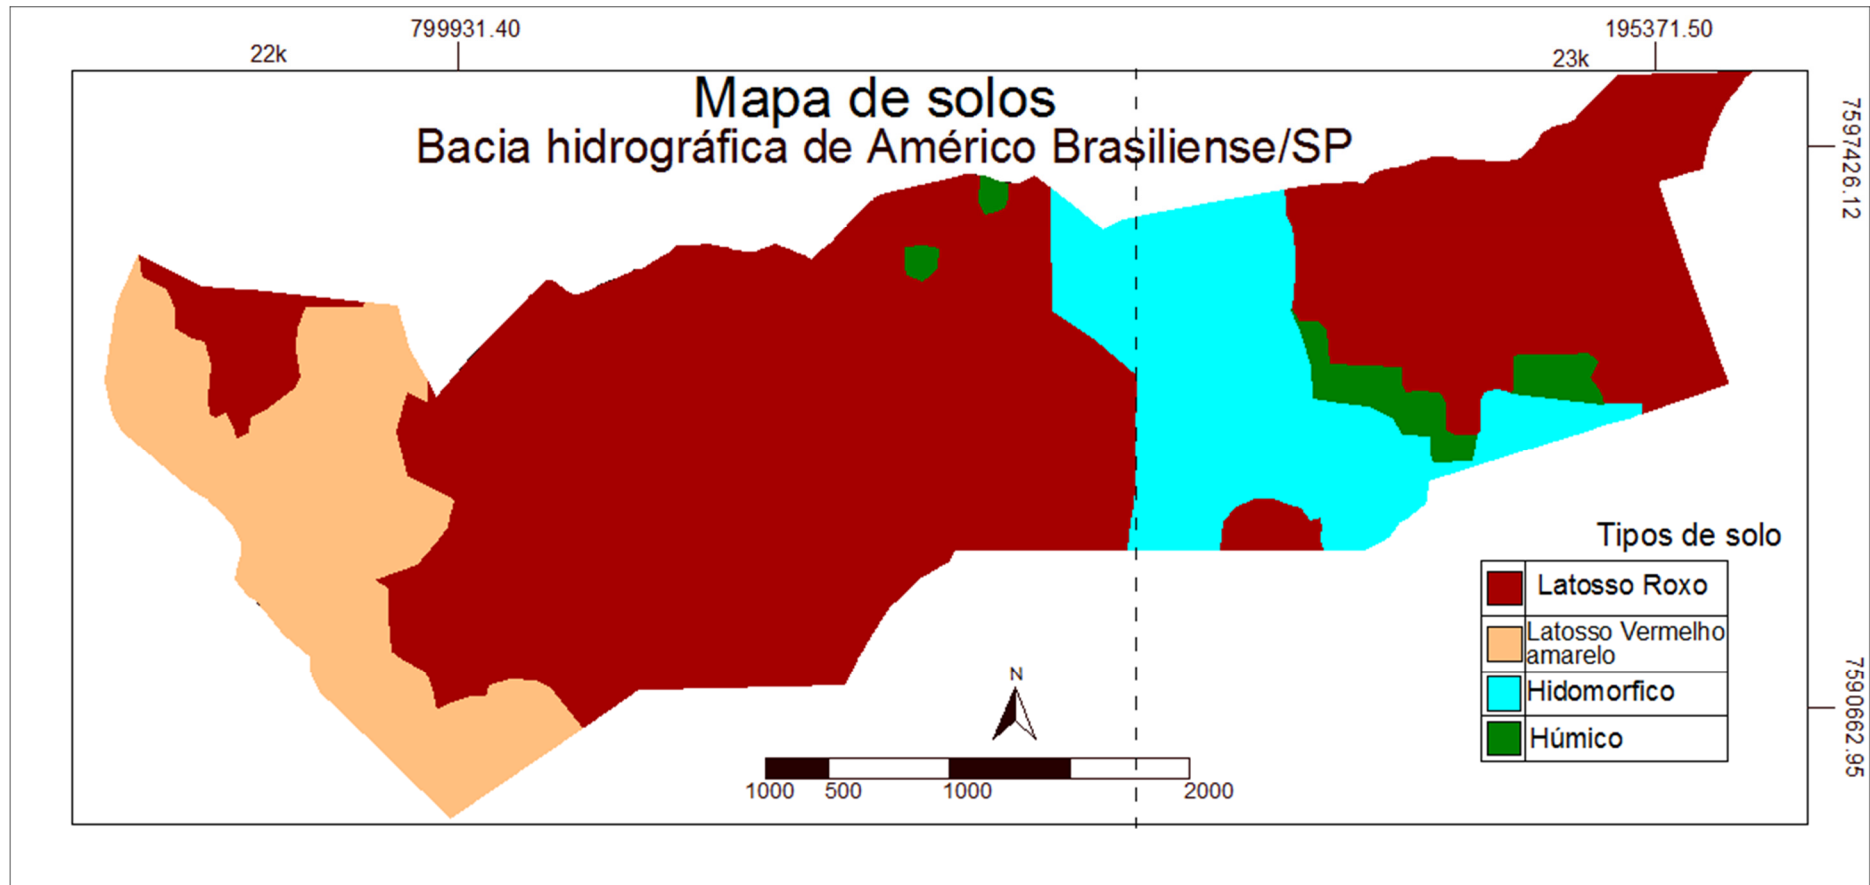 799931.40
195371.50
22k
23k
Mapa de solos
Bacia hidrográfica de Américo Brasiliense/SP
7597426.12
Tipos de solo
Latosso Roxo
Latosso Vermelho
amarelo
Hidomorfico
Húmico
7590662.95
N
1000 500 1000 2000